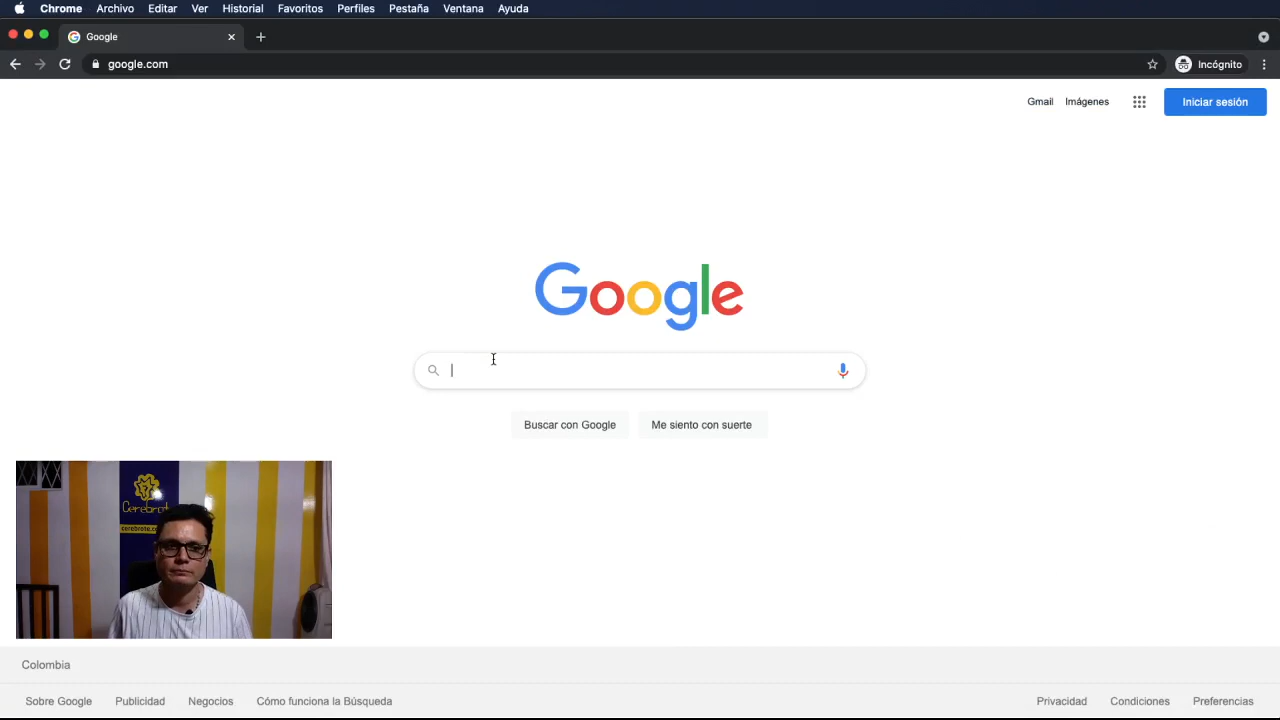 Chrome Archivo Editar Ver Historial Favoritos Perfiles Pestaña Ventana Ayuda
Google
google.com
Incógnito
Gmail Imágenes Iniciar sesión
Google
Buscar con Google Me siento con suerte
Cerebrote
Colombia
Sobre Google Publicidad Negocios Cómo funciona la Búsqueda Privacidad Condiciones Preferencias